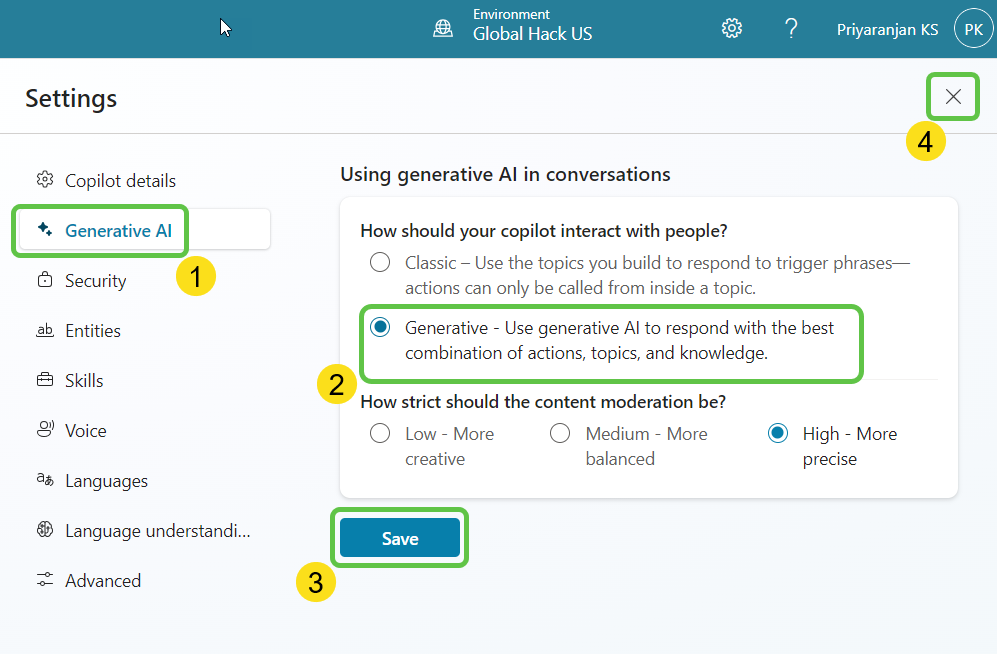 Environment
Global Hack US
?
Priyaranjan KS
PK
Settings
4
Copilot details
Generative AI
1
Security
ab Entities
Skills
Voice
Languages
Language understandi...
Advanced
Using generative AI in conversations
How should your copilot interact with people?
Classic – Use the topics you build to respond to trigger phrases—
actions can only be called from inside a topic.
Generative - Use generative AI to respond with the best
combination of actions, topics, and knowledge.
2
How strict should the content moderation be?
Low - More
creative
Medium - More
balanced
High - More
precise
Save
3